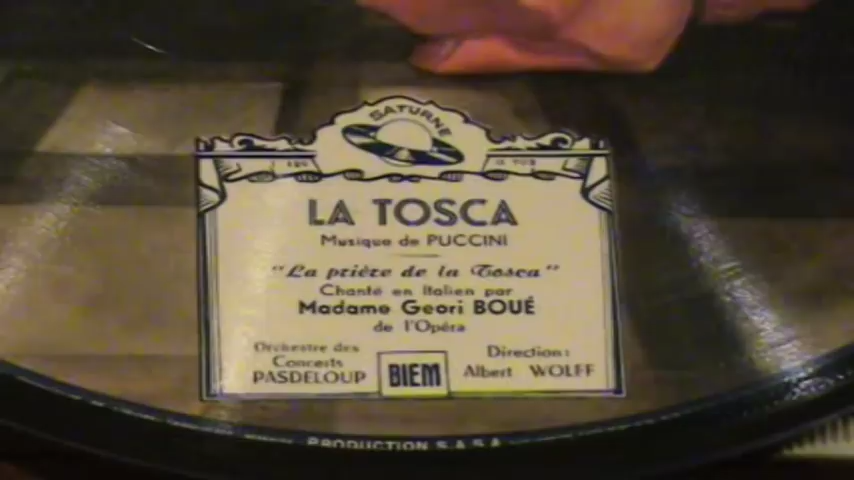 SATURNE
LA TOSCA
Musique de PUCCINI
"La prière de la Tosca"
Chanté en Italien par
Madame Geori BOUÉ
de l'Opéra
Orchestre des
Concerts
PASDELOUP
BIEM
Direction:
Albert WOLFF
PRODUCTION S.A.S.A.